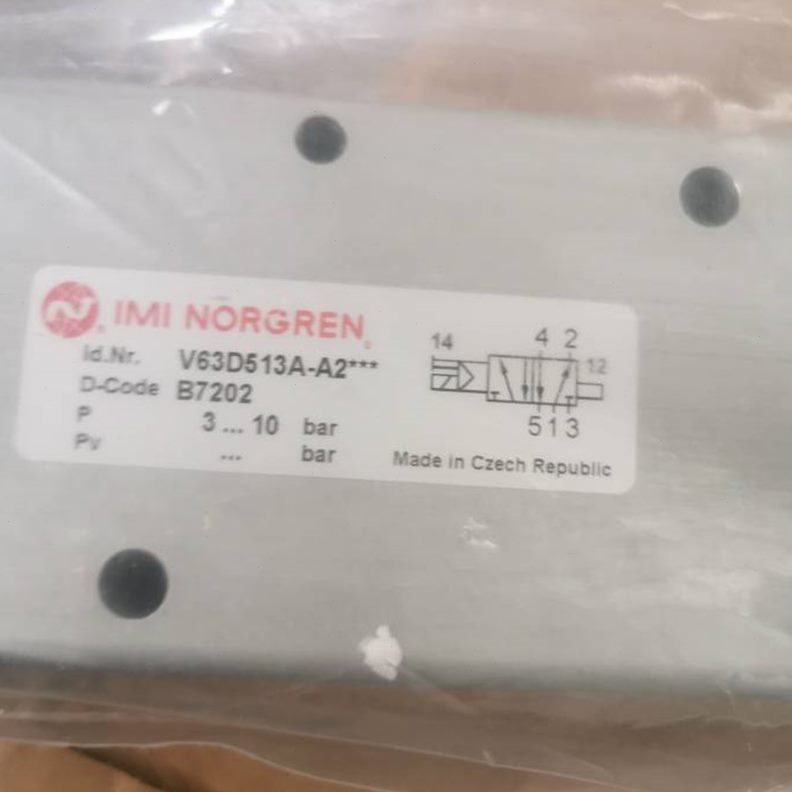 IMI NORGREN®
Id.Nr. V63D513A-A2***
D-Code B7202
P 3 ... 10 bar
Pv ... bar
14 4 2 12
5 1 3
Made in Czech Republic